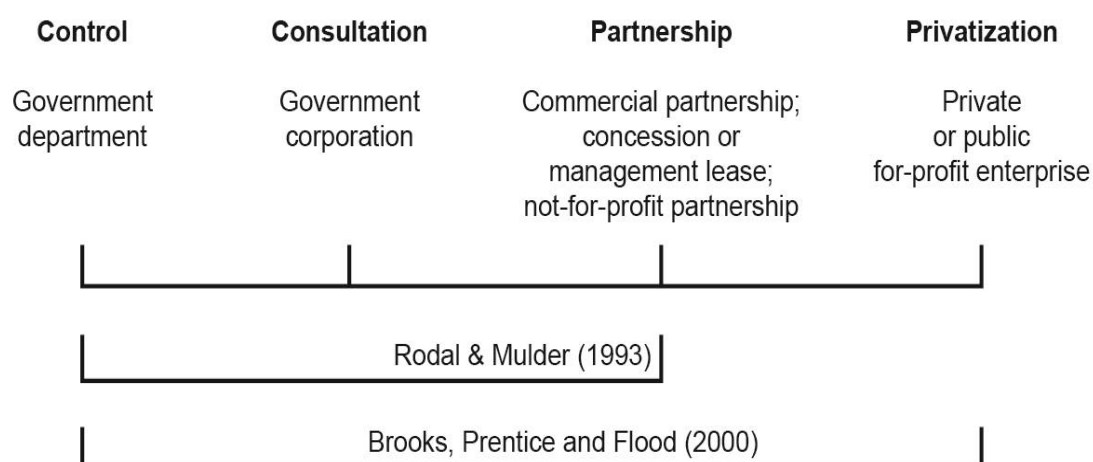 Control
Consultation
Partnership
Privatization
Government
department
Government
corporation
Commercial partnership;
concession or
management lease;
not-for-profit partnership
Private
or public
for-profit enterprise
Rodal & Mulder (1993)
Brooks, Prentice and Flood (2000)